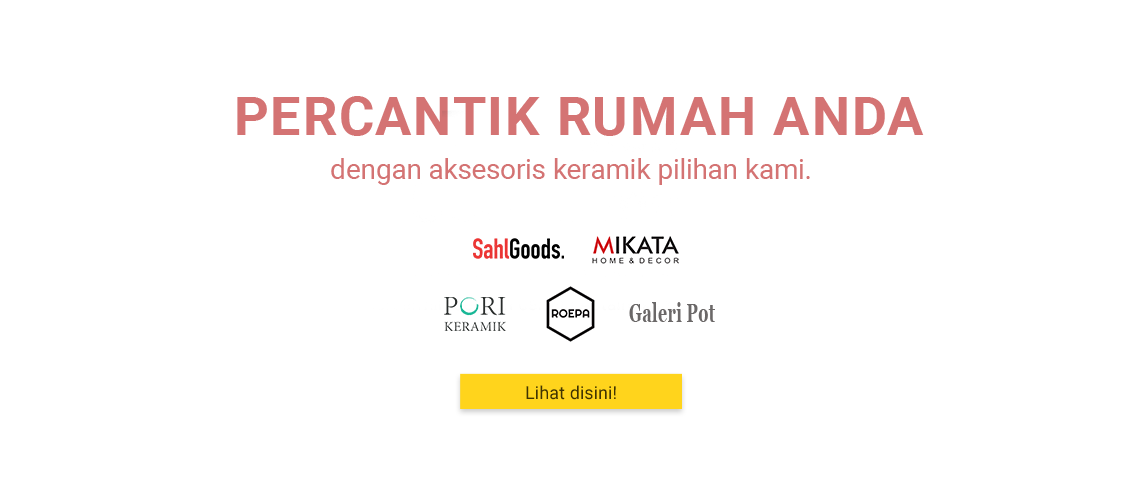 PERCANTIK RUMAH ANDA
dengan aksesoris keramik pilihan kami.
SahlGoods.
MIKATA
HOME & DECOR
PORI
KERAMIK
ROEPA
Galeri Pot
Lihat disini!